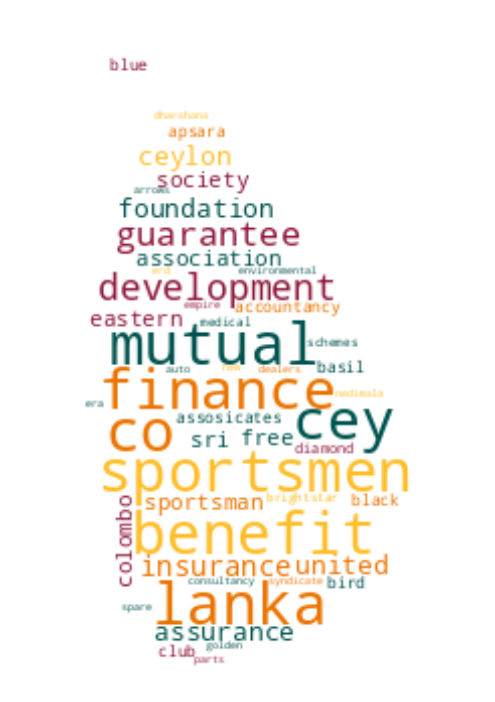 blue
dharshana
apsara
ceylon
society
arrows
foundation
guarantee
association
erd environmental
development
empire accountancy
eastern medical
mutual schemes
auto new dealers basil
finance nedimala
era
co assosicates cey
sri free
diamond
sportsmen
colombo sportsman brightstar black
benefit
insurance united
consultancy syndicate bird
lanka
spare
assurance
golden
club
parts